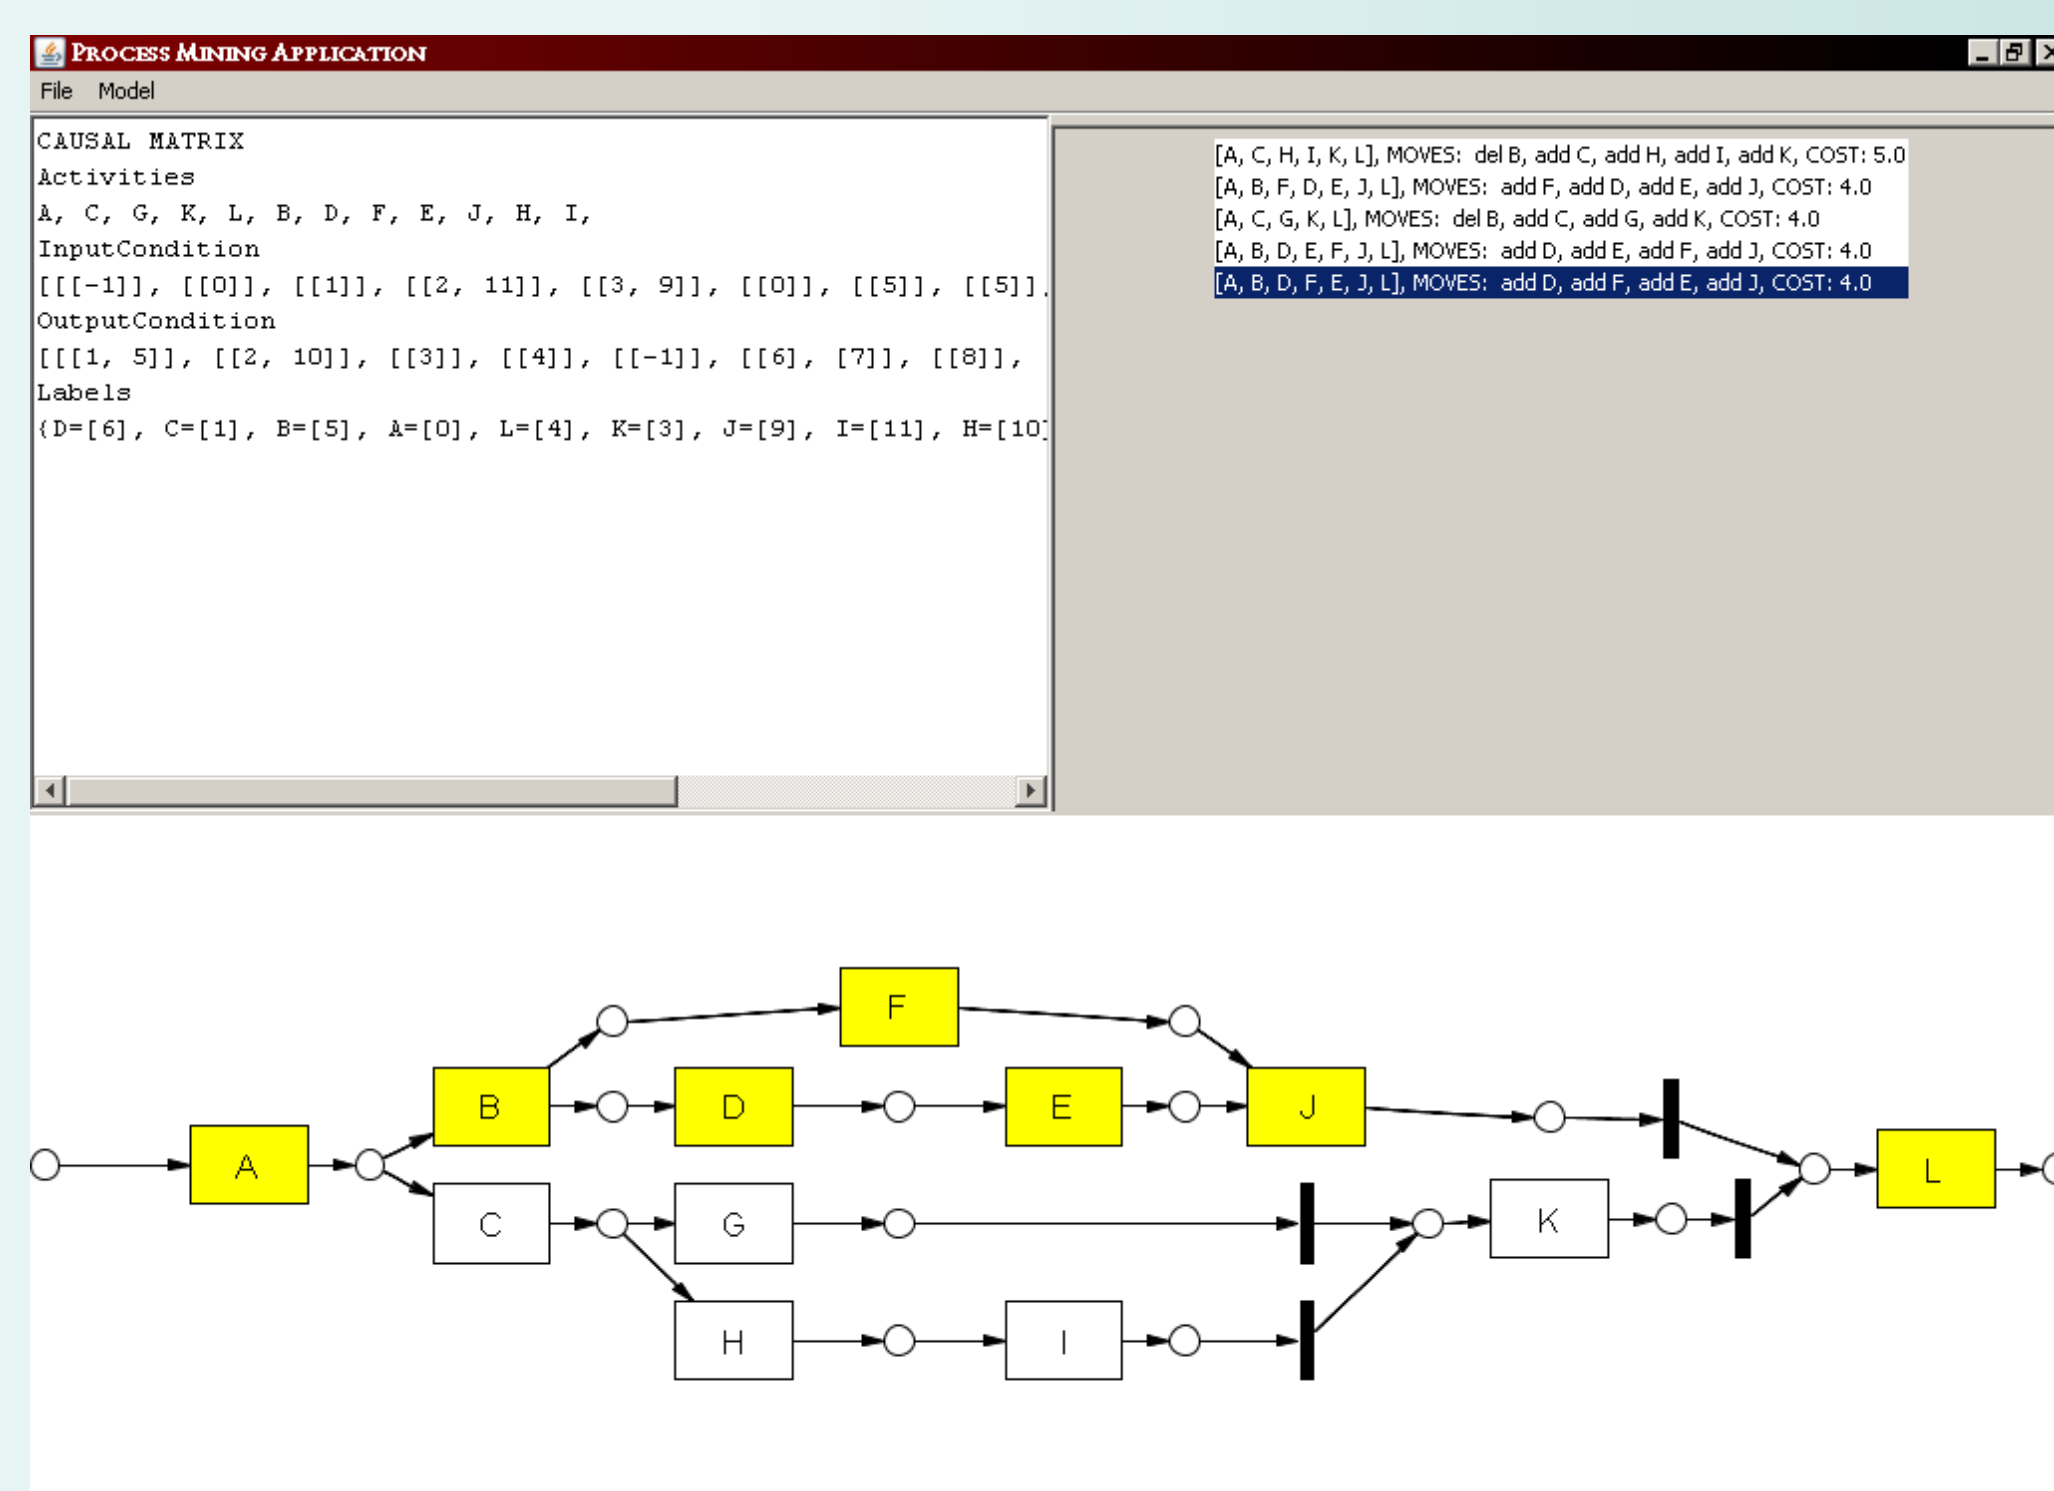 PROCESS MINING APPLICATION
File Model
CAUSAL MATRIX
Activities
A, C, G, K, L, B, D, F, E, J, H, I,
InputCondition
[[[-1]], [[0]], [[1]], [[2, 11]], [[3, 9]], [[0]], [[5]], [[5]].
OutputCondition
[[[1, 5]], [[2, 10]], [[3]], [[4]], [[-1]], [[6], [7]], [[8]],
Labels
{D=[6], C=[1], B=[5], A=[0], L=[4], K=[3], J=[9], I=[11], H=[10]
[A, C, H, I, K, L], MOVES: del B, add C, add H, add I, add K, COST: 5.0
[A, B, F, D, E, J, L], MOVES: add F, add D, add E, add J, COST: 4.0
[A, C, G, K, L], MOVES: del B, add C, add G, add K, COST: 4.0
[A, B, D, E, F, J, L], MOVES: add D, add E, add F, add J, COST: 4.0
[A, B, D, F, E, J, L], MOVES: add D, add F, add E, add J, COST: 4.0
F
B D E J
A L
C G K
H I